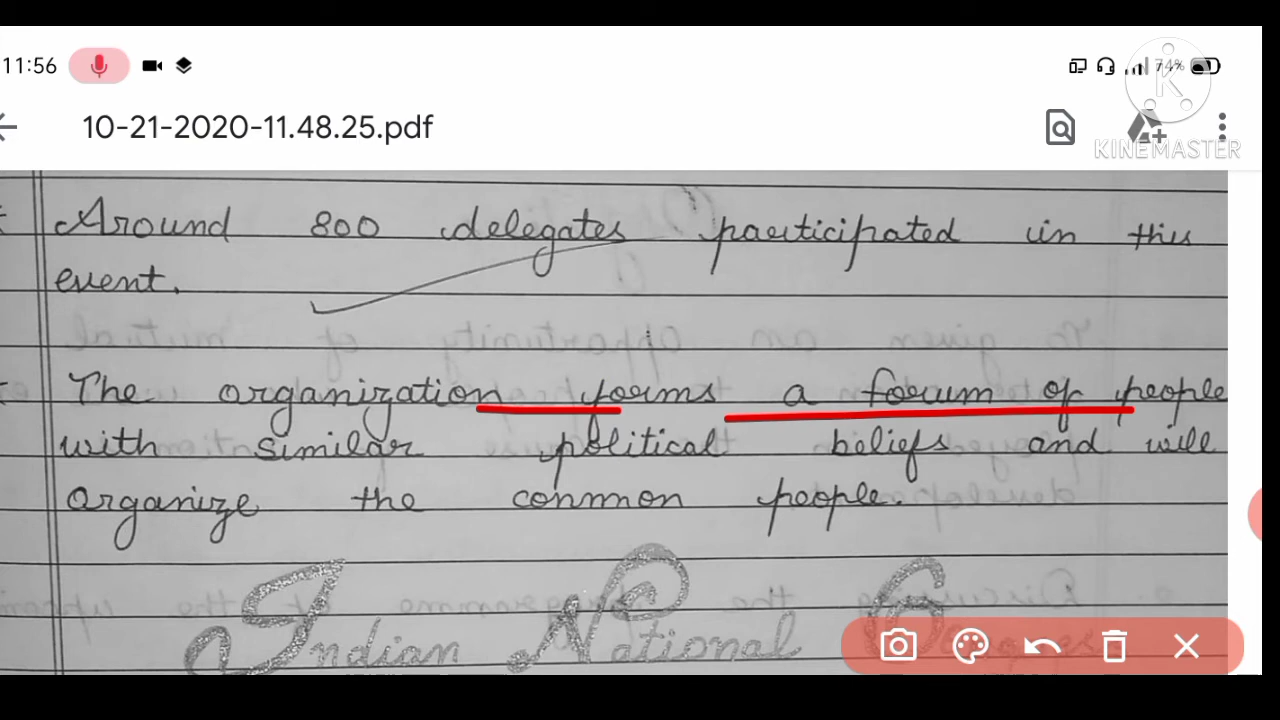 11:56 74%
10-21-2020-11.48.25.pdf
KINEMASTER
Around 800 delegates participated in this
event.
The organization forms a forum of people
with similar political beliefs and will
organize the common people.
Indian National